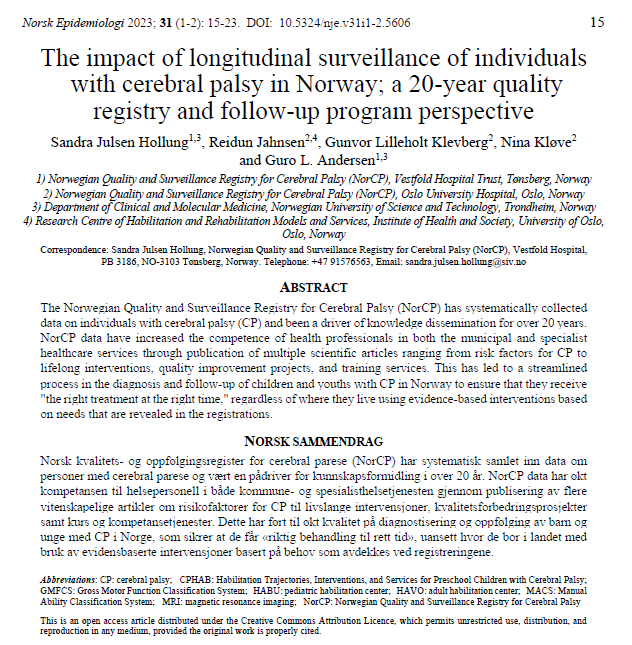 Norsk Epidemiologi 2023; 31 (1-2): 15-23. DOI: 10.5324/nje.v31i1-2.5606 15
The impact of longitudinal surveillance of individuals
with cerebral palsy in Norway; a 20-year quality
registry and follow-up program perspective
Sandra Julsen Hollung1,3, Reidun Jahnsen2,4, Gunvor Lilleholt Klevberg2, Nina Kløve2
and Guro L. Andersen1,3
1) Norwegian Quality and Surveillance Registry for Cerebral Palsy (NorCP), Vestfold Hospital Trust, Tønsberg, Norway
2) Norwegian Quality and Surveillance Registry for Cerebral Palsy (NorCP), Oslo University Hospital, Oslo, Norway
3) Department of Clinical and Molecular Medicine, Norwegian University of Science and Technology, Trondheim, Norway
4) Research Centre of Habilitation and Rehabilitation Models and Services, Institute of Health and Society, University of Oslo,
Oslo, Norway
Correspondence: Sandra Julsen Hollung, Norwegian Quality and Surveillance Registry for Cerebral Palsy (NorCP), Vestfold Hospital,
PB 3186, NO-3103 Tønsberg, Norway. Telephone: +47 91576563, Email: sandra.julsen.hollung@siv.no
ABSTRACT
The Norwegian Quality and Surveillance Registry for Cerebral Palsy (NorCP) has systematically collected
data on individuals with cerebral palsy (CP) and been a driver of knowledge dissemination for over 20 years.
NorCP data have increased the competence of health professionals in both the municipal and specialist
healthcare services through publication of multiple scientific articles ranging from risk factors for CP to
lifelong interventions, quality improvement projects, and training services. This has led to a streamlined
process in the diagnosis and follow-up of children and youths with CP in Norway to ensure that they receive
"the right treatment at the right time," regardless of where they live using evidence-based interventions based
on needs that are revealed in the registrations.
NORSK SAMMENDRAG
Norsk kvalitets- og oppfølgingsregister for cerebral parese (NorCP) har systematisk samlet inn data om
personer med cerebral parese og vært en pådriver for kunnskapsformidling i over 20 år. NorCP data har økt
kompetansen til helsepersonell i både kommune- og spesialisthelsetjenesten gjennom publisering av flere
vitenskapelige artikler om risikofaktorer for CP til livslange intervensjoner, kvalitetsforbedringsprosjekter
samt kurs og kompetansetjenester. Dette har ført til økt kvalitet på diagnostisering og oppfølging av barn og
unge med CP i Norge, som sikrer at de får «riktig behandling til rett tid», uansett hvor de bor i landet med
bruk av evidensbaserte intervensjoner basert på behov som avdekkes ved registreringene.
Abbreviations: CP: cerebral palsy; CPHAB: Habilitation Trajectories, Interventions, and Services for Preschool Children with Cerebral Palsy;
GMFCS: Gross Motor Function Classification System; HABU: pediatric habilitation center; HAVO: adult habilitation center; MACS: Manual
Ability Classification System; MRI: magnetic resonance imaging; NorCP: Norwegian Quality and Surveillance Registry for Cerebral Palsy
This is an open access article distributed under the Creative Commons Attribution Licence, which permits unrestricted use, distribution, and
reproduction in any medium, provided the original work is properly cited.